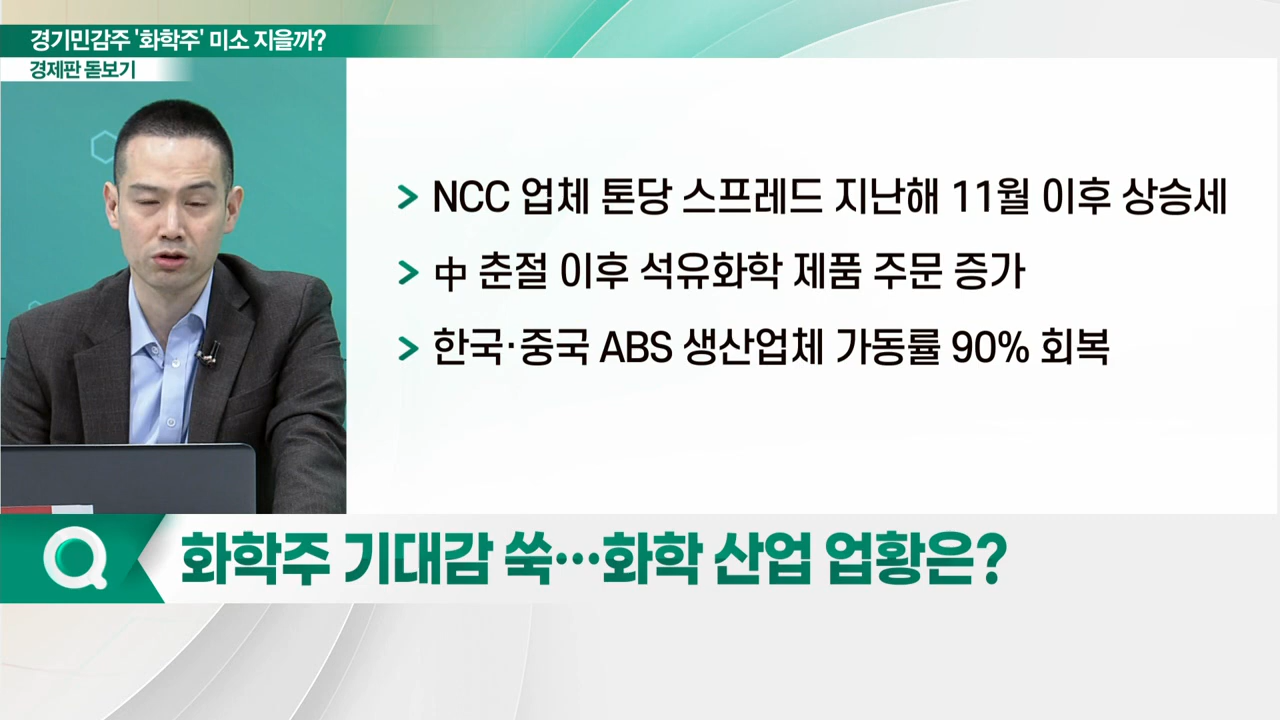 경기민감주 '화학주' 미소 지을까?
경제판 돋보기
> NCC 업체 톤당 스프레드 지난해 11월 이후 상승세
> 中 춘절 이후 석유화학 제품 주문 증가
> 한국·중국 ABS 생산업체 가동률 90% 회복
화학주 기대감 쑥…화학 산업 업황은?